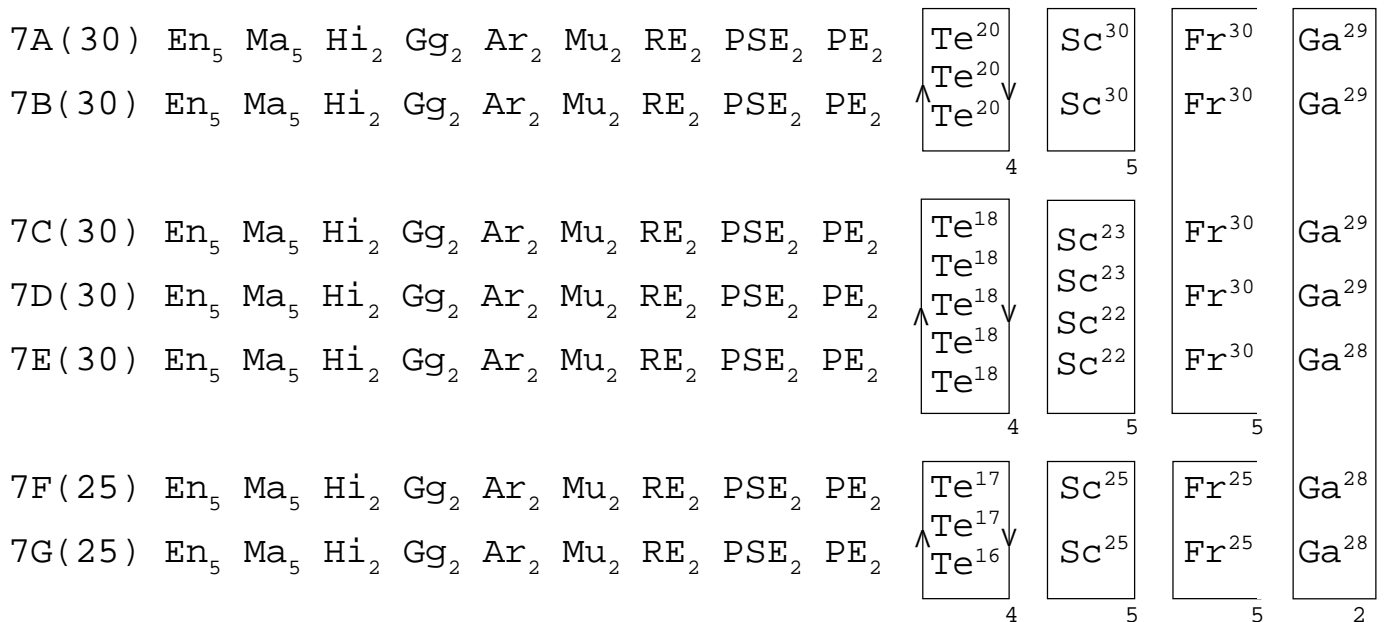 7A(30) En₅ Ma₅ Hi₂ Gg₂ Ar₂ Mu₂ RE₂ PSE₂ PE₂ Te²⁰ Sc³⁰ Fr³⁰ Ga²⁹
Te²⁰
7B(30) En₅ Ma₅ Hi₂ Gg₂ Ar₂ Mu₂ RE₂ PSE₂ PE₂ Te²⁰ Sc³⁰ Fr³⁰ Ga²⁹
4 5
7C(30) En₅ Ma₅ Hi₂ Gg₂ Ar₂ Mu₂ RE₂ PSE₂ PE₂ Te¹⁸ Sc²³ Fr³⁰ Ga²⁹
Te¹⁸ Sc²³
7D(30) En₅ Ma₅ Hi₂ Gg₂ Ar₂ Mu₂ RE₂ PSE₂ PE₂ Te¹⁸ Sc²² Fr³⁰ Ga²⁹
Te¹⁸
7E(30) En₅ Ma₅ Hi₂ Gg₂ Ar₂ Mu₂ RE₂ PSE₂ PE₂ Sc²² Fr³⁰ Ga²⁸
Te¹⁸
4 5 5
7F(25) En₅ Ma₅ Hi₂ Gg₂ Ar₂ Mu₂ RE₂ PSE₂ PE₂ Te¹⁷ Sc²⁵ Fr²⁵ Ga²⁸
Te¹⁷
7G(25) En₅ Ma₅ Hi₂ Gg₂ Ar₂ Mu₂ RE₂ PSE₂ PE₂ Te¹⁶ Sc²⁵ Fr²⁵ Ga²⁸
4 5 5 2